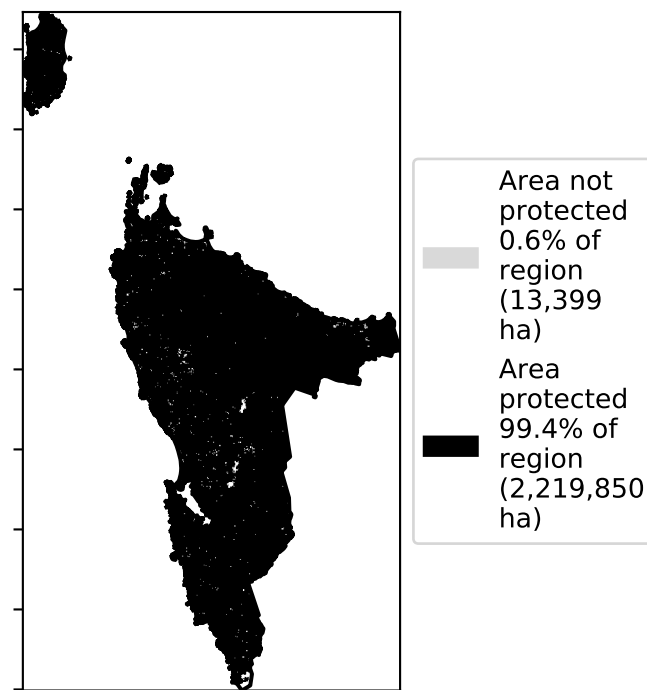 Area not
protected
0.6% of
region
(13,399
ha)
Area
protected
99.4% of
region
(2,219,850
ha)